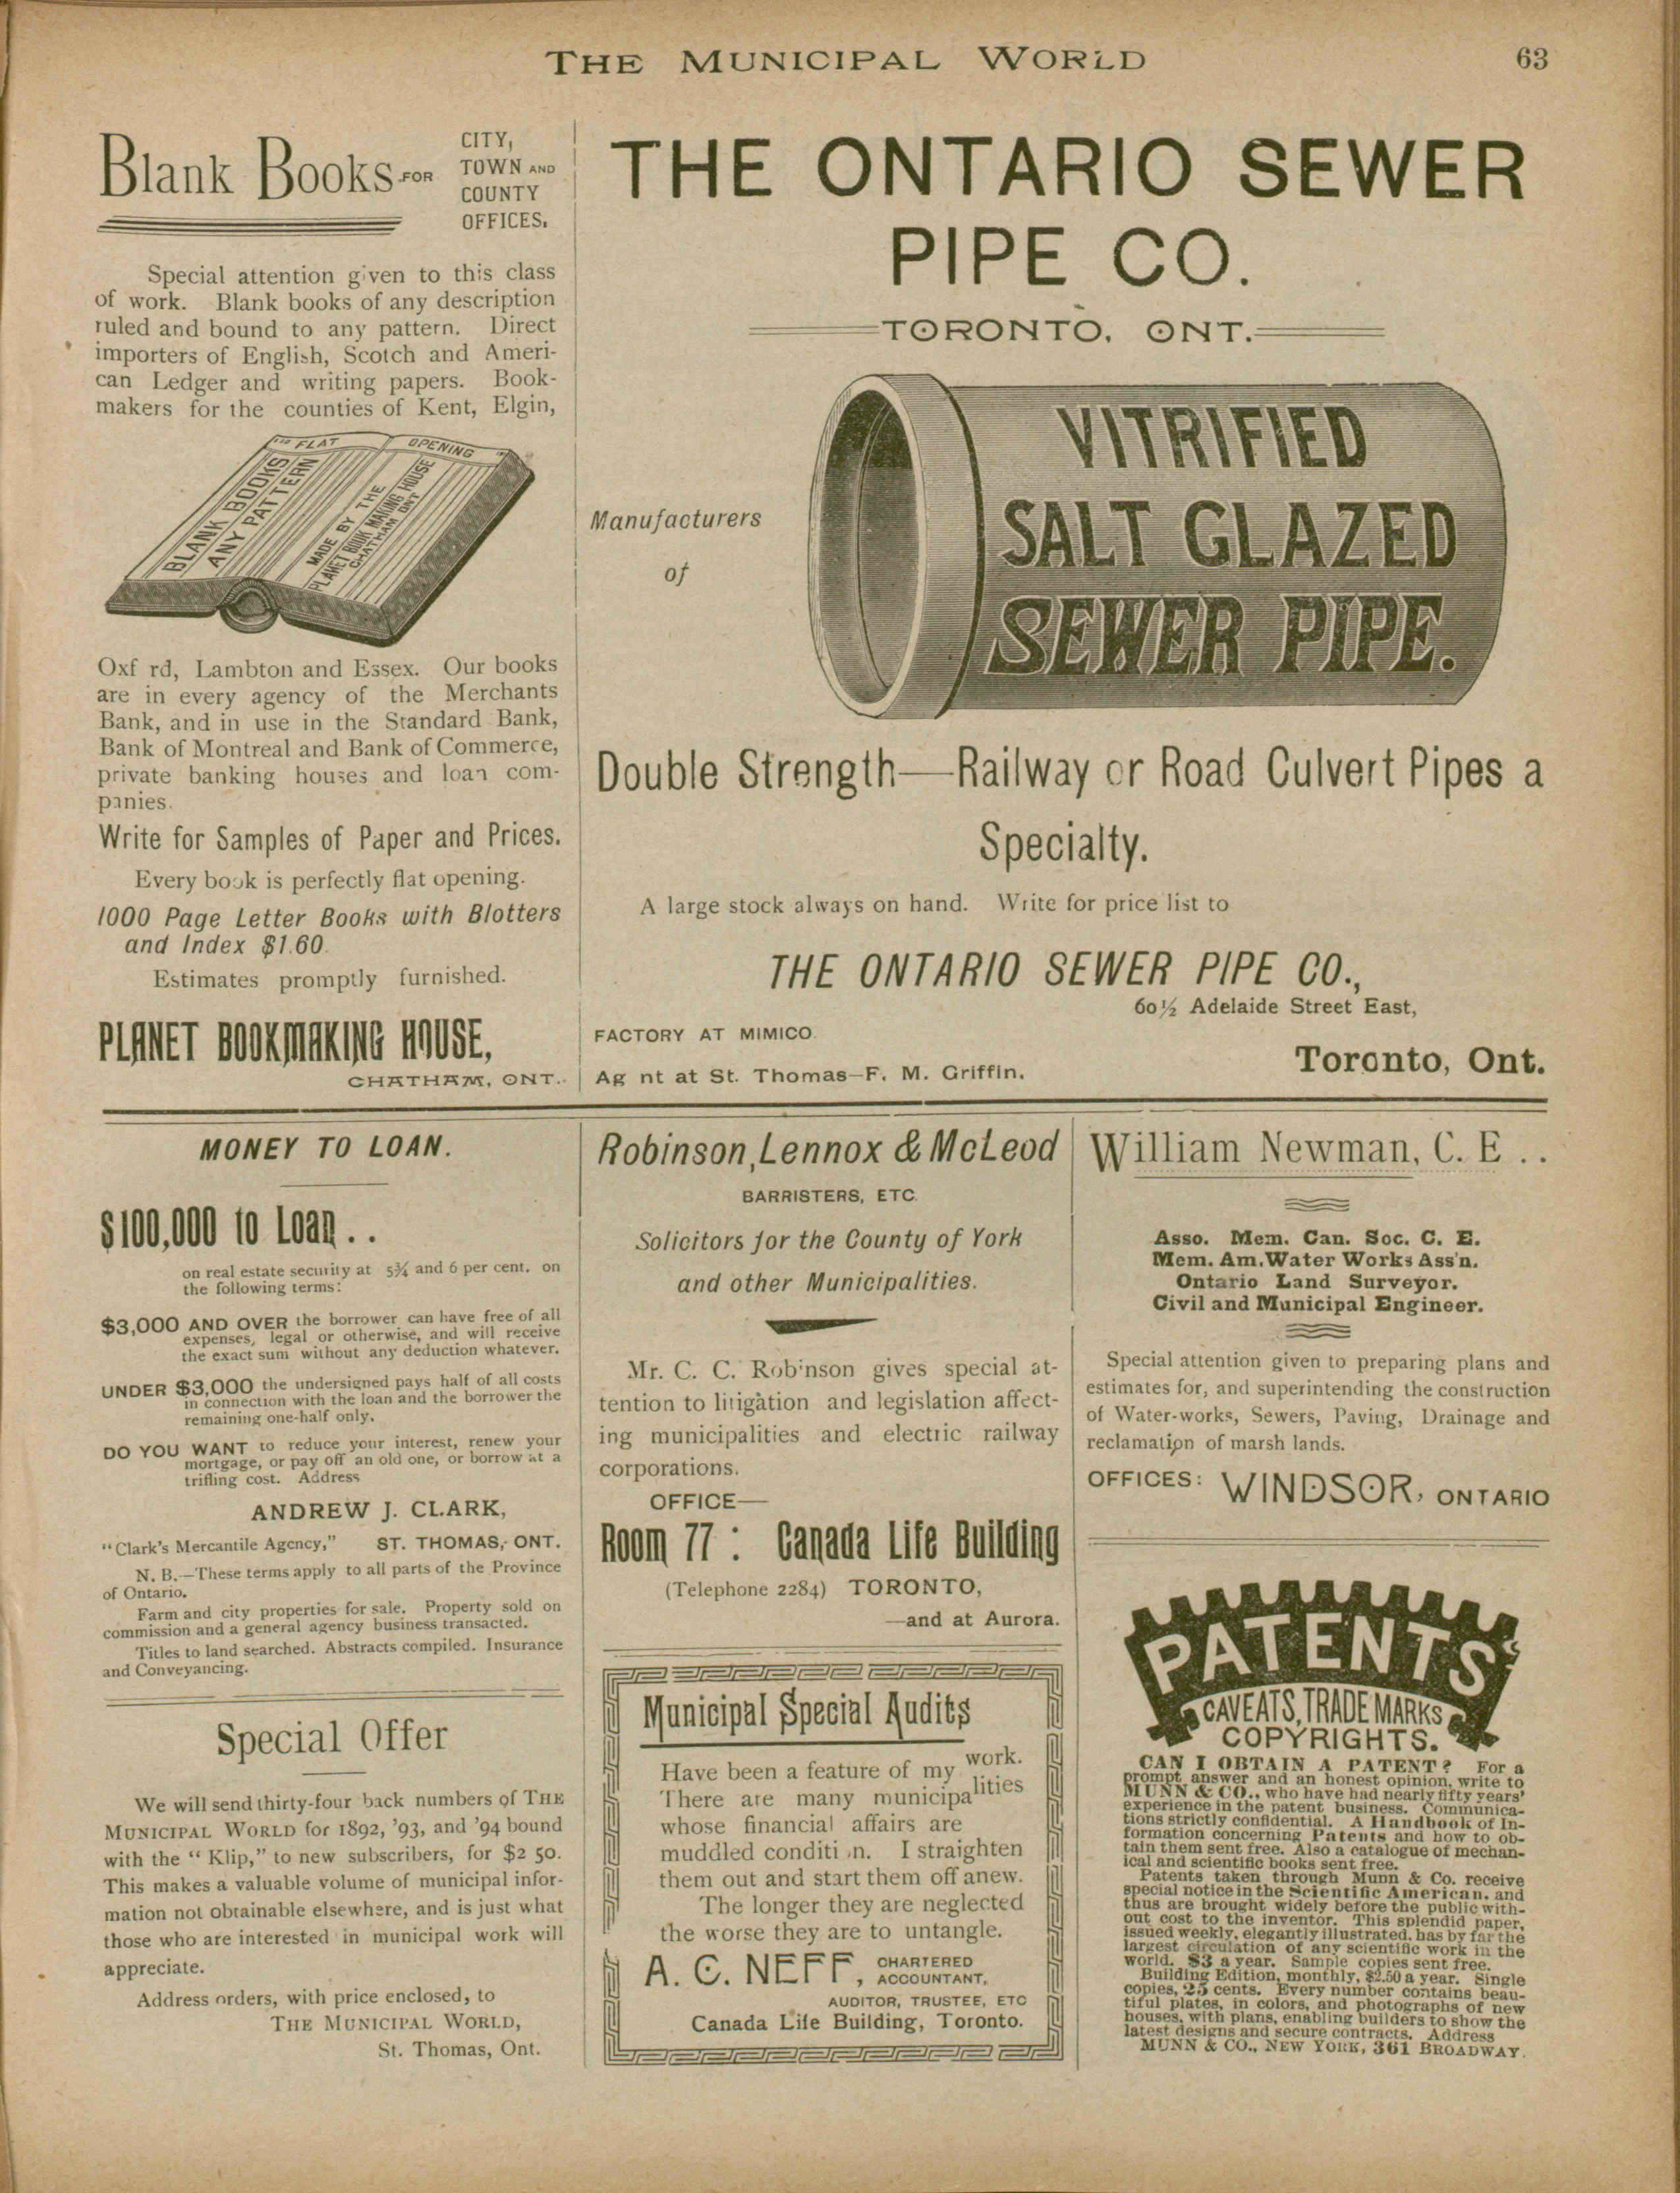 THE MUNICIPAL WORLD
63
Blank Books FOR CITY,
TOWN AND
COUNTY
OFFICES.
Special attention given to this class
of work. Blank books of any description
ruled and bound to any pattern. Direct
importers of English, Scotch and Ameri-
can Ledger and writing papers. Book-
makers for the counties of Kent, Elgin,
FLAT OPENING
BLANK BOOKS
ANY PATTERN
MADE BY THE
PLANET BOOK MAKING HOUSE
CHATHAM ONT
Oxf rd, Lambton and Essex. Our books
are in every agency of the Merchants
Bank, and in use in the Standard Bank,
Bank of Montreal and Bank of Commerce,
private banking houses and loan com-
panies.
Write for Samples of Paper and Prices.
Every book is perfectly flat opening.
1000 Page Letter Books with Blotters
and Index $1.60
Estimates promptly furnished.
PLANET BOOKMAKING HOUSE,
CHATHAM, ONT..
THE ONTARIO SEWER
PIPE CO.
TORONTO, ONT.
Manufacturers
of
VITRIFIED
SALT GLAZED
SEWER PIPE.
Double Strength—Railway or Road Culvert Pipes a
Specialty.
A large stock always on hand. Write for price list to
THE ONTARIO SEWER PIPE CO.,
60½ Adelaide Street East,
FACTORY AT MIMICO.
Toronto, Ont.
Ag nt at St. Thomas—F. M. Griffin.
MONEY TO LOAN.
$100,000 to Loan . .
on real estate security at 5¾ and 6 per cent. on
the following terms:
$3,000 AND OVER the borrower can have free of all
expenses, legal or otherwise, and will receive
the exact sum without any deduction whatever.
UNDER $3,000 the undersigned pays half of all costs
in connection with the loan and the borrower the
remaining one-half only.
DO YOU WANT to reduce your interest, renew your
mortgage, or pay off an old one, or borrow at a
trifling cost. Address
ANDREW J. CLARK,
"Clark's Mercantile Agency," ST. THOMAS, ONT.
N. B.—These terms apply to all parts of the Province
of Ontario.
Farm and city properties for sale. Property sold on
commission and a general agency business transacted.
Titles to land searched. Abstracts compiled. Insurance
and Conveyancing.
Special Offer
We will send thirty-four back numbers of THE
MUNICIPAL WORLD for 1892, '93, and '94 bound
with the " Klip," to new subscribers, for $2 50.
This makes a valuable volume of municipal infor-
mation not obtainable elsewhere, and is just what
those who are interested in municipal work will
appreciate.
Address orders, with price enclosed, to
THE MUNICIPAL WORLD,
St. Thomas, Ont.
Robinson, Lennox & McLeod
BARRISTERS, ETC.
Solicitors for the County of York
and other Municipalities.
Mr. C. C. Robinson gives special at-
tention to litigation and legislation affect-
ing municipalities and electric railway
corporations.
OFFICE—
Room 77 : Canada Life Building
(Telephone 2284) TORONTO,
—and at Aurora.
Municipal Special Audits
Have been a feature of my work.
There are many municipalities
whose financial affairs are
muddled conditi n. I straighten
them out and start them off anew.
The longer they are neglected
the worse they are to untangle.
A. C. NEFF, CHARTERED
ACCOUNTANT,
AUDITOR, TRUSTEE, ETC
Canada Life Building, Toronto.
William Newman, C. E . .
Asso. Mem. Can. Soc. C. E.
Mem. Am. Water Works Ass'n.
Ontario Land Surveyor.
Civil and Municipal Engineer.
Special attention given to preparing plans and
estimates for, and superintending the construction
of Water-works, Sewers, Paving, Drainage and
reclamation of marsh lands.
OFFICES: WINDSOR, ONTARIO
PATENTS
CAVEATS, TRADE MARKS
COPYRIGHTS.
CAN I OBTAIN A PATENT? For a
prompt answer and an honest opinion, write to
MUNN & CO., who have had nearly fifty years'
experience in the patent business. Communica-
tions strictly confidential. A Handbook of In-
formation concerning Patents and how to ob-
tain them sent free. Also a catalogue of mechan-
ical and scientific books sent free.
Patents taken through Munn & Co. receive
special notice in the Scientific American, and
thus are brought widely before the public with-
out cost to the inventor. This splendid paper,
issued weekly, elegantly illustrated, has by far the
largest circulation of any scientific work in the
world. $3 a year. Sample copies sent free.
Building Edition, monthly, $2.50 a year. Single
copies, 25 cents. Every number contains beau-
tiful plates, in colors, and photographs of new
houses, with plans, enabling builders to show the
latest designs and secure contracts. Address
MUNN & CO., NEW YORK, 361 BROADWAY.